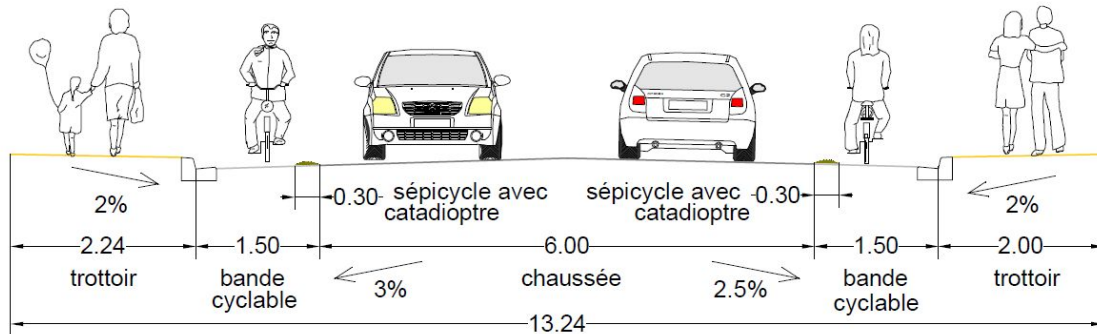 0.30 sépicycle avec catadioptre
sépicycle avec catadioptre 0.30
2%
2%
2.24
1.50
6.00
1.50
2.00
trottoir
bande cyclable
chaussée
bande cyclable
trottoir
3%
2.5%
13.24